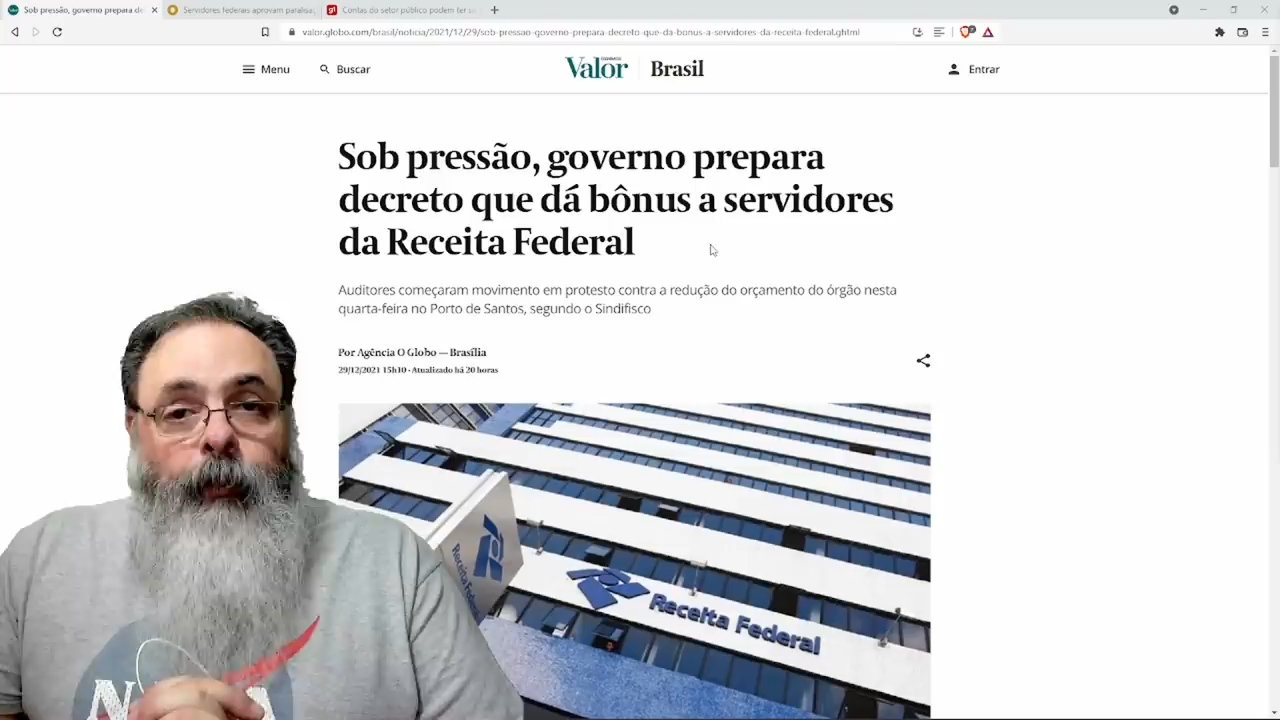 Sob pressão, governo prepara de
Servidores federais aprovam paralisaç
g1 Contas do setor público podem ter su
valor.globo.com/brasil/noticia/2021/12/29/sob-pressao-governo-prepara-decreto-que-da-bonus-a-servidores-da-receita-federal.ghtml
Menu
Buscar
Valor
Brasil
Entrar
Sob pressão, governo prepara
decreto que dá bônus a servidores
da Receita Federal
Auditores começaram movimento em protesto contra a redução do orçamento do órgão nesta
quarta-feira no Porto de Santos, segundo o Sindifisco
Por Agência O Globo — Brasília
29/12/2021 15h10 · Atualizado há 20 horas
Receita Federal
Receita Federal